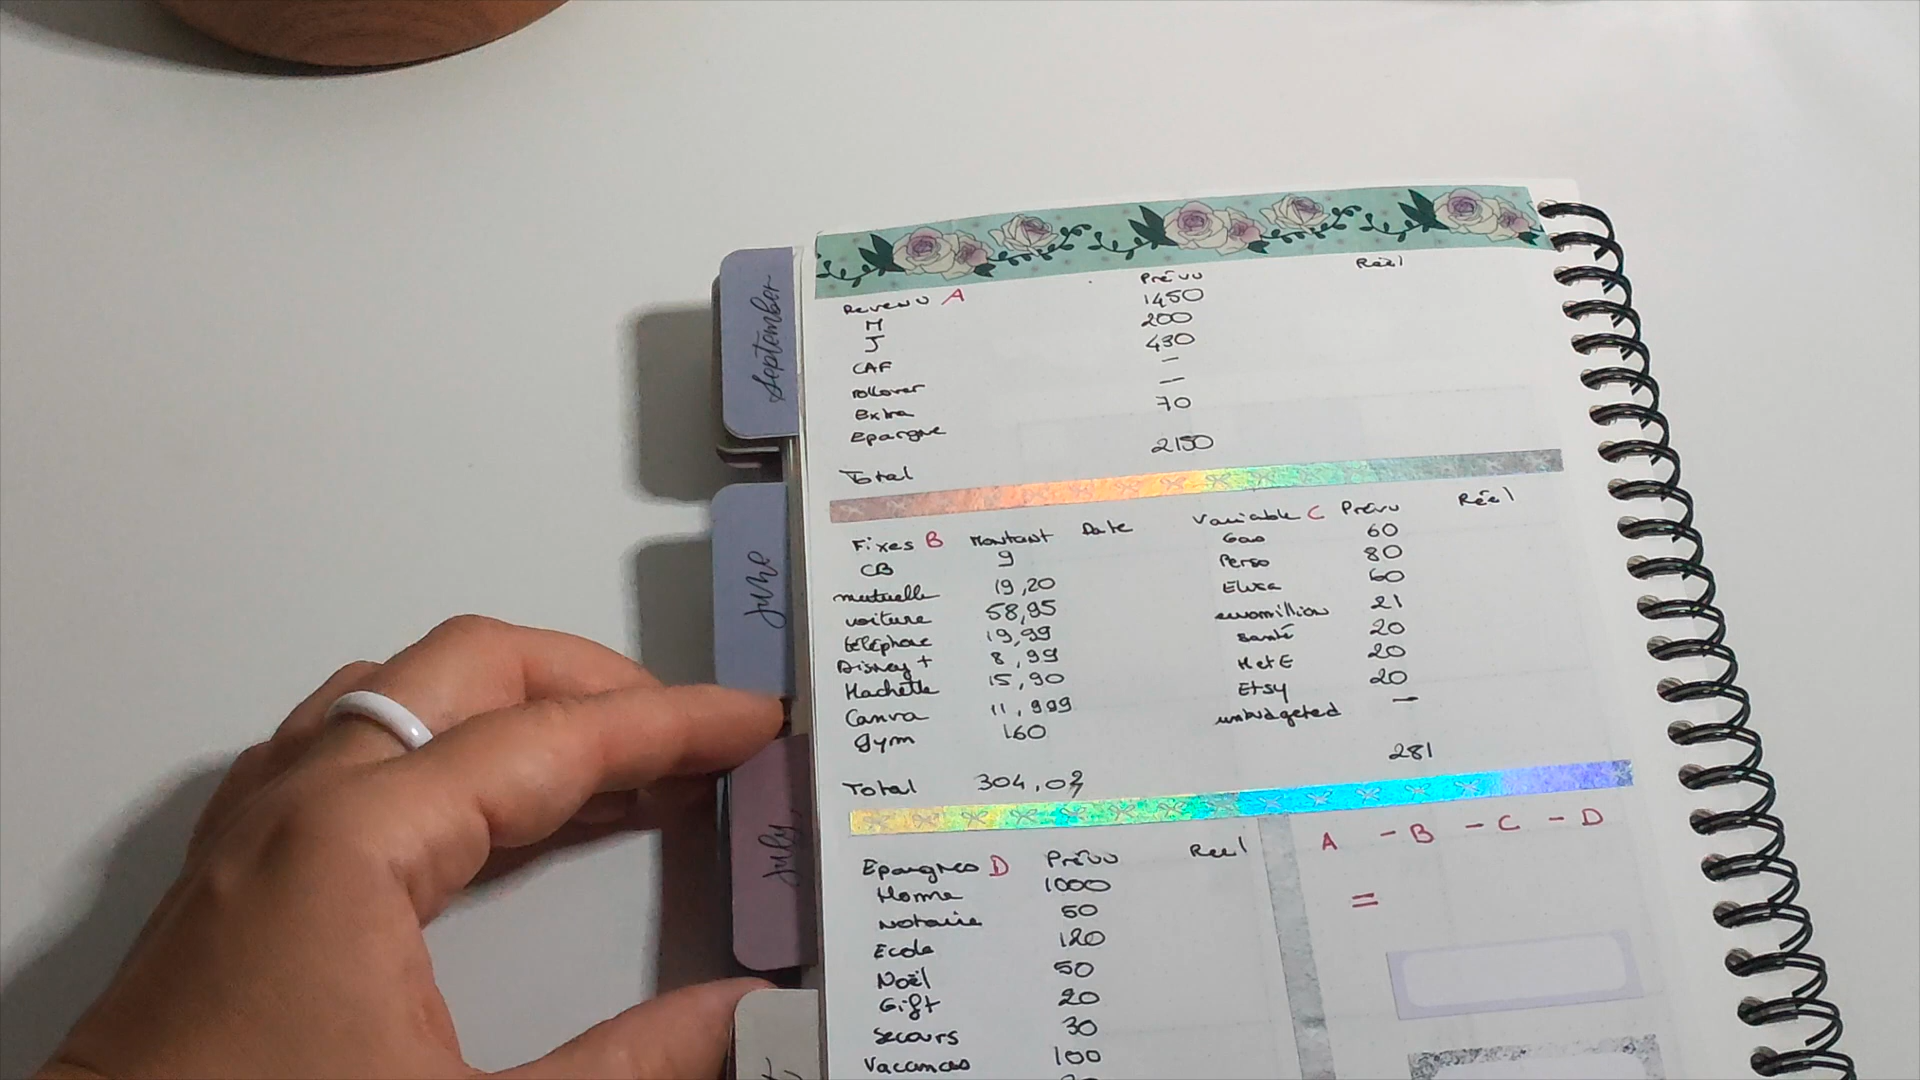 September
June
July
Prévu Réel
Revenu A 1450
M 200
J 430
CAF —
rollover —
Extra 70
Epargne
Total 2150
Fixes B Montant Date
CB 9
mutuelle 19,20
voiture 58,95
téléphone 19,99
Disney + 8,99
Hachette 15,90
Canva 11,999
gym 160
Total 304,02
Variable C Prévu Réel
Gas 60
Perso 80
60
euromillion 21
santé 20
M et E 20
Etsy 20
unbudgeted —
281
Epargnes D Prévu Réel
Home 1000
Notaire 50
Ecole 120
Noël 50
Gift 20
Secours 30
Vacances 100
A - B - C - D
=